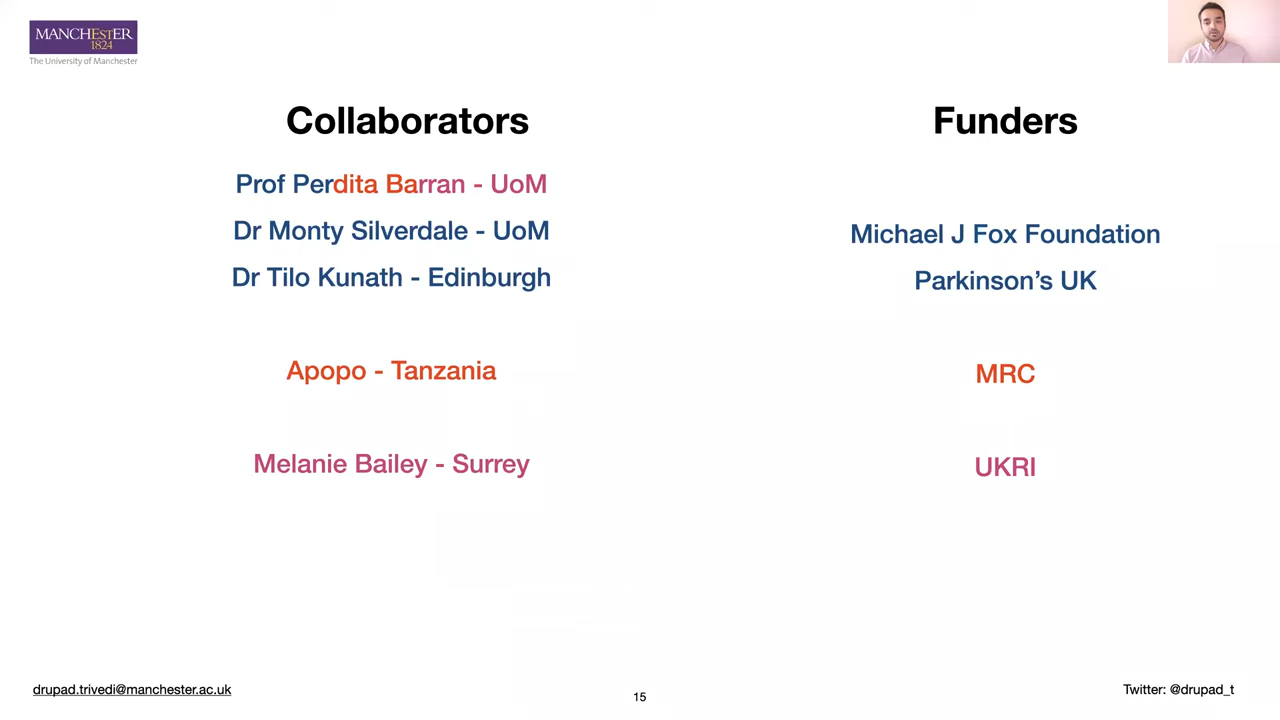 MANCHESTER
1824
The University of Manchester
Collaborators
Prof Perdita Barran - UoM
Dr Monty Silverdale - UoM
Dr Tilo Kunath - Edinburgh
Apopo - Tanzania
Melanie Bailey - Surrey
Funders
Michael J Fox Foundation
Parkinson’s UK
MRC
UKRI
drupad.trivedi@manchester.ac.uk
15
Twitter: @drupad_t